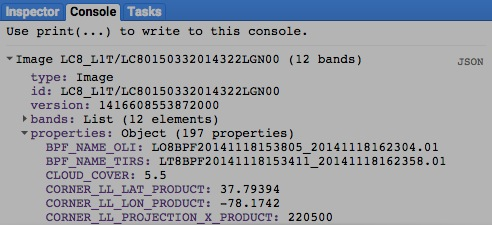 Inspector Console Tasks
Use print(...) to write to this console.
Image LC8_L1T/LC80150332014322LGN00 (12 bands) JSON
type: Image
id: LC8_L1T/LC80150332014322LGN00
version: 1416608553872000
bands: List (12 elements)
properties: Object (197 properties)
BPF_NAME_OLI: LO8BPF20141118153805_20141118162304.01
BPF_NAME_TIRS: LT8BPF20141118153411_20141118162358.01
CLOUD_COVER: 5.5
CORNER_LL_LAT_PRODUCT: 37.79394
CORNER_LL_LON_PRODUCT: -78.1742
CORNER_LL_PROJECTION_X_PRODUCT: 220500